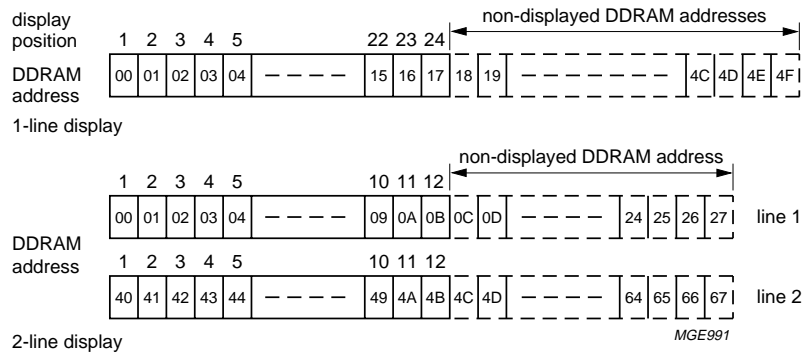 non-displayed DDRAM addresses
display
position
1 2 3 4 5 22 23 24
DDRAM
address
00 01 02 03 04 15 16 17 18 19 4C 4D 4E 4F
1-line display
non-displayed DDRAM address
1 2 3 4 5 10 11 12
00 01 02 03 04 09 0A 0B 0C 0D 24 25 26 27 line 1
DDRAM
address
1 2 3 4 5 10 11 12
40 41 42 43 44 49 4A 4B 4C 4D 64 65 66 67 line 2
MGE991
2-line display